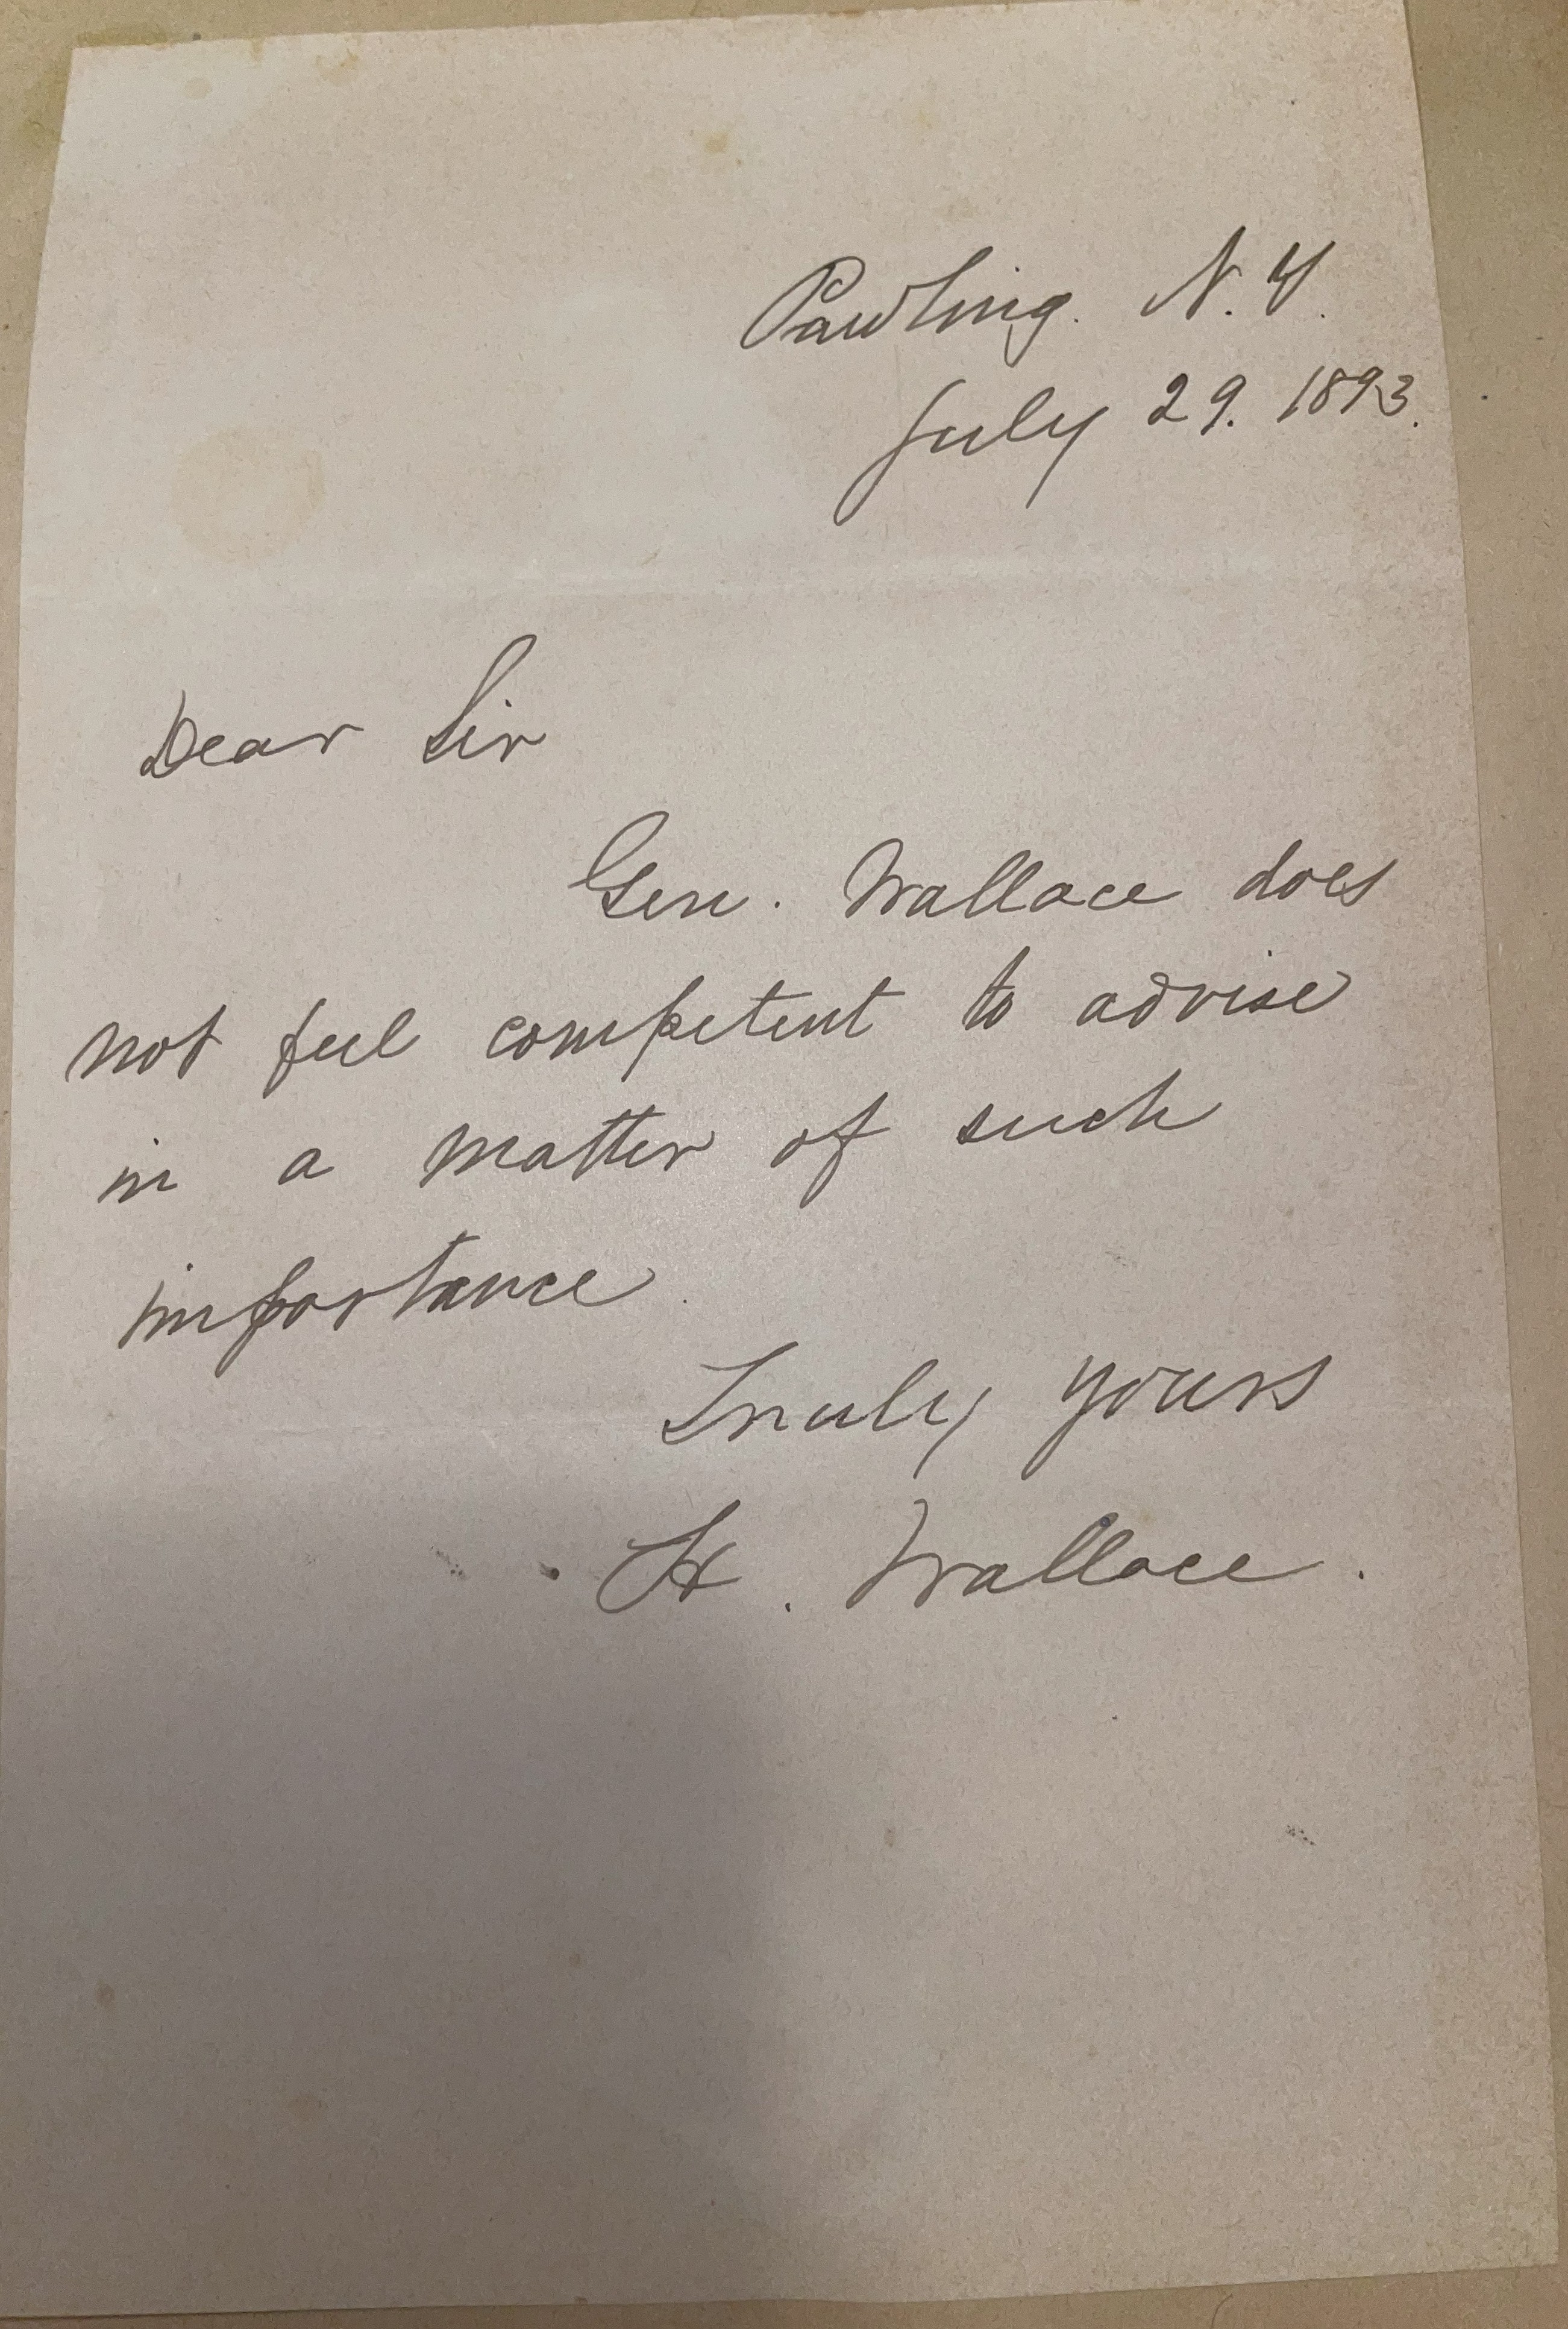 Pawling. N.Y.
July 29. 1893.
Dear Sir
Gen. Wallace does
not feel competent to advise
in a matter of such
importance.
Truly yours
H. Wallace.